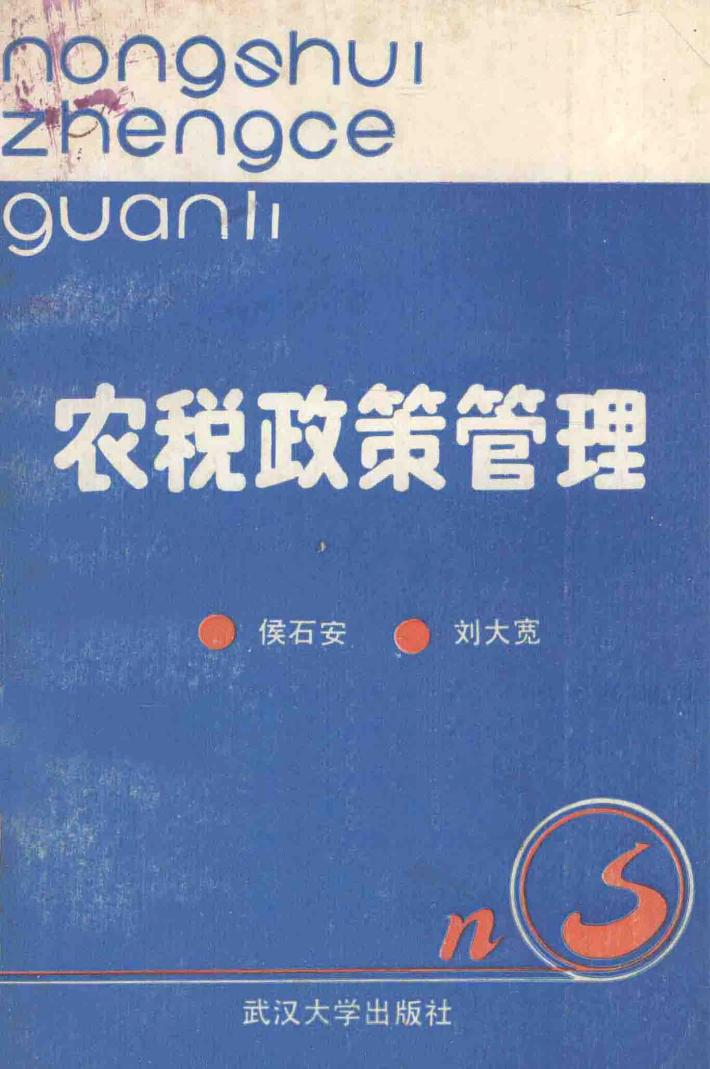 nongshui
zhengce
guanli
农税政策管理
侯石安 刘大宽
n S
武汉大学出版社